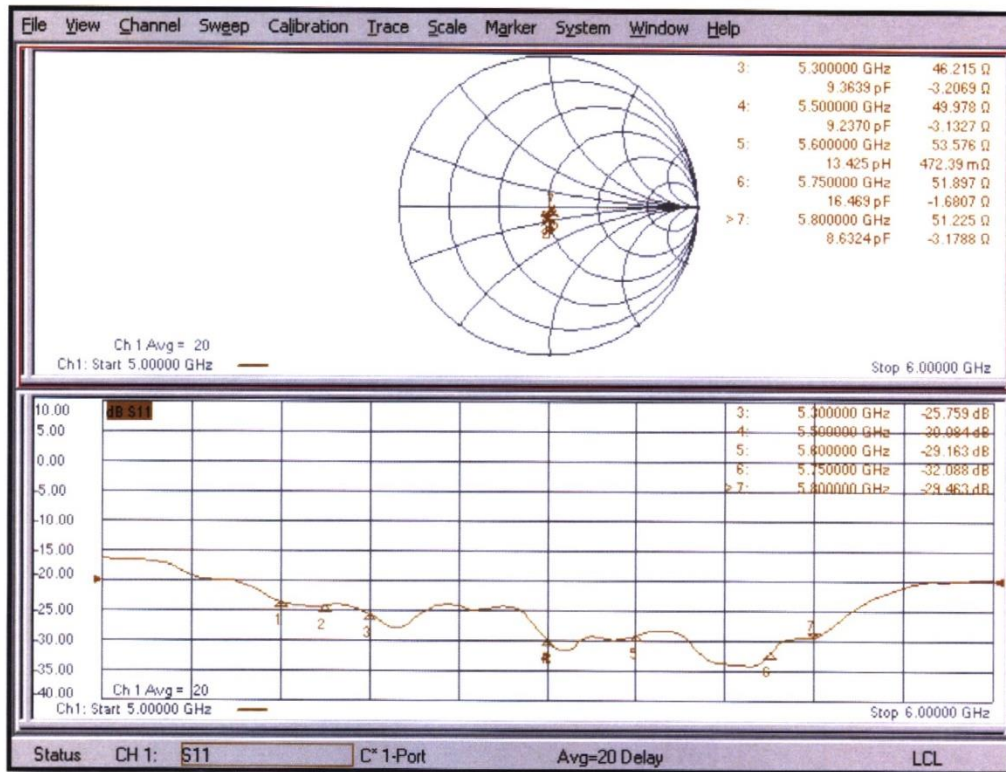 File View Channel Sweep Calibration Trace Scale Marker System Window Help
3: 5.300000 GHz 46.215 Ω
9.3639 pF -3.2069 Ω
4: 5.500000 GHz 49.978 Ω
9.2370 pF -3.1327 Ω
5: 5.600000 GHz 53.576 Ω
13.425 pH 472.39 mΩ
6: 5.750000 GHz 51.897 Ω
16.469 pF -1.6807 Ω
>7: 5.800000 GHz 51.225 Ω
8.6324 pF -3.1788 Ω
Ch 1 Avg = 20
Ch1: Start 5.00000 GHz
Stop 6.00000 GHz
10.00
5.00
0.00
-5.00
-10.00
-15.00
-20.00
-25.00
-30.00
-35.00
-40.00
dB S11
3: 5.300000 GHz -25.759 dB
4: 5.500000 GHz -30.084 dB
5: 5.600000 GHz -29.163 dB
6: 5.750000 GHz -32.088 dB
>7: 5.800000 GHz -29.463 dB
1
2
3
5
6
7
Ch 1 Avg = 20
Ch1: Start 5.00000 GHz
Stop 6.00000 GHz
Status CH 1: S11 C* 1-Port Avg=20 Delay LCL